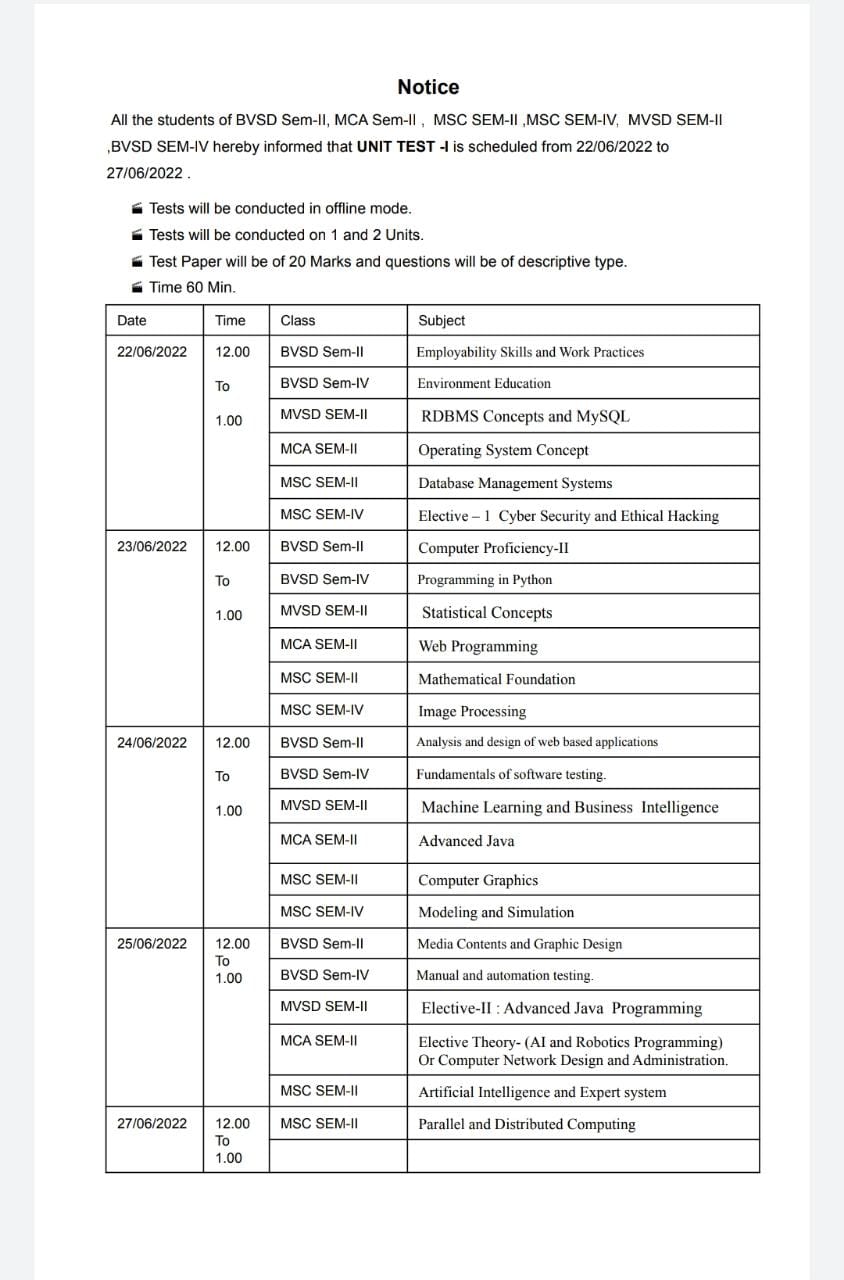 Notice
All the students of BVSD Sem-II, MCA Sem-II , MSC SEM-II ,MSC SEM-IV, MVSD SEM-II
,BVSD SEM-IV hereby informed that UNIT TEST -I is scheduled from 22/06/2022 to
27/06/2022 .
Tests will be conducted in offline mode.
Tests will be conducted on 1 and 2 Units.
Test Paper will be of 20 Marks and questions will be of descriptive type.
Time 60 Min.
Date Time Class Subject
22/06/2022 12.00 BVSD Sem-II Employability Skills and Work Practices
To BVSD Sem-IV Environment Education
1.00 MVSD SEM-II RDBMS Concepts and MySQL
MCA SEM-II Operating System Concept
MSC SEM-II Database Management Systems
MSC SEM-IV Elective – 1 Cyber Security and Ethical Hacking
23/06/2022 12.00 BVSD Sem-II Computer Proficiency-II
To BVSD Sem-IV Programming in Python
1.00 MVSD SEM-II Statistical Concepts
MCA SEM-II Web Programming
MSC SEM-II Mathematical Foundation
MSC SEM-IV Image Processing
24/06/2022 12.00 BVSD Sem-II Analysis and design of web based applications
To BVSD Sem-IV Fundamentals of software testing.
1.00 MVSD SEM-II Machine Learning and Business Intelligence
MCA SEM-II Advanced Java
MSC SEM-II Computer Graphics
MSC SEM-IV Modeling and Simulation
25/06/2022 12.00 BVSD Sem-II Media Contents and Graphic Design
To
1.00 BVSD Sem-IV Manual and automation testing.
MVSD SEM-II Elective-II : Advanced Java Programming
MCA SEM-II Elective Theory- (AI and Robotics Programming)
Or Computer Network Design and Administration.
MSC SEM-II Artificial Intelligence and Expert system
27/06/2022 12.00 MSC SEM-II Parallel and Distributed Computing
To
1.00